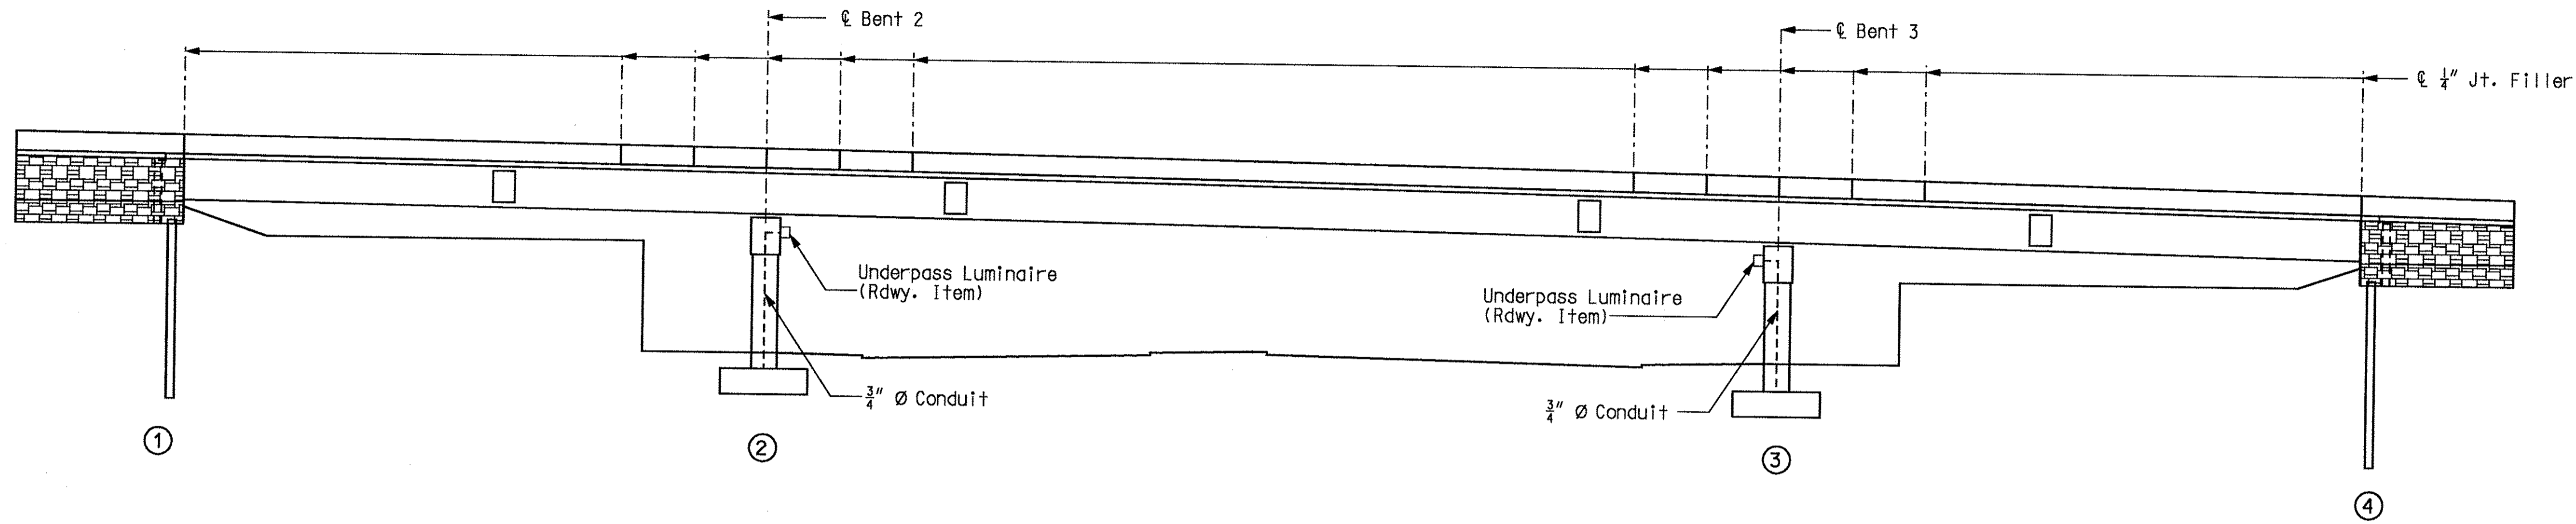 ℄ Bent 2
℄ Bent 3
℄ ¼" Jt. Filler
Underpass Luminaire
(Rdwy. Item)
Underpass Luminaire
(Rdwy. Item)
¾" Ø Conduit
¾" Ø Conduit
1
2
3
4